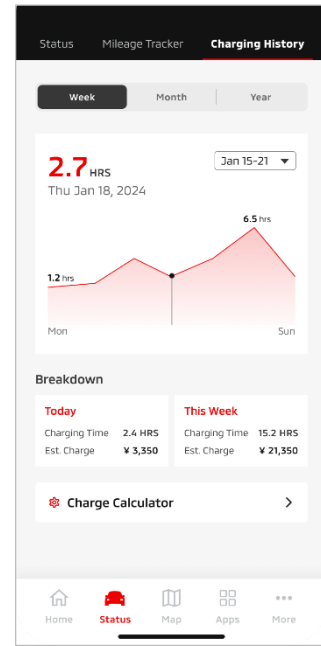 Status Mileage Tracker Charging History
Week Month Year
2.7 HRS
Jan 15-21
Thu Jan 18, 2024
6.5 hrs
1.2 hrs
Mon Sun
Breakdown
Today
Charging Time 2.4 HRS
Est. Charge ¥ 3,350
This Week
Charging Time 15.2 HRS
Est. Charge ¥ 21,350
Charge Calculator
Home Status Map Apps More